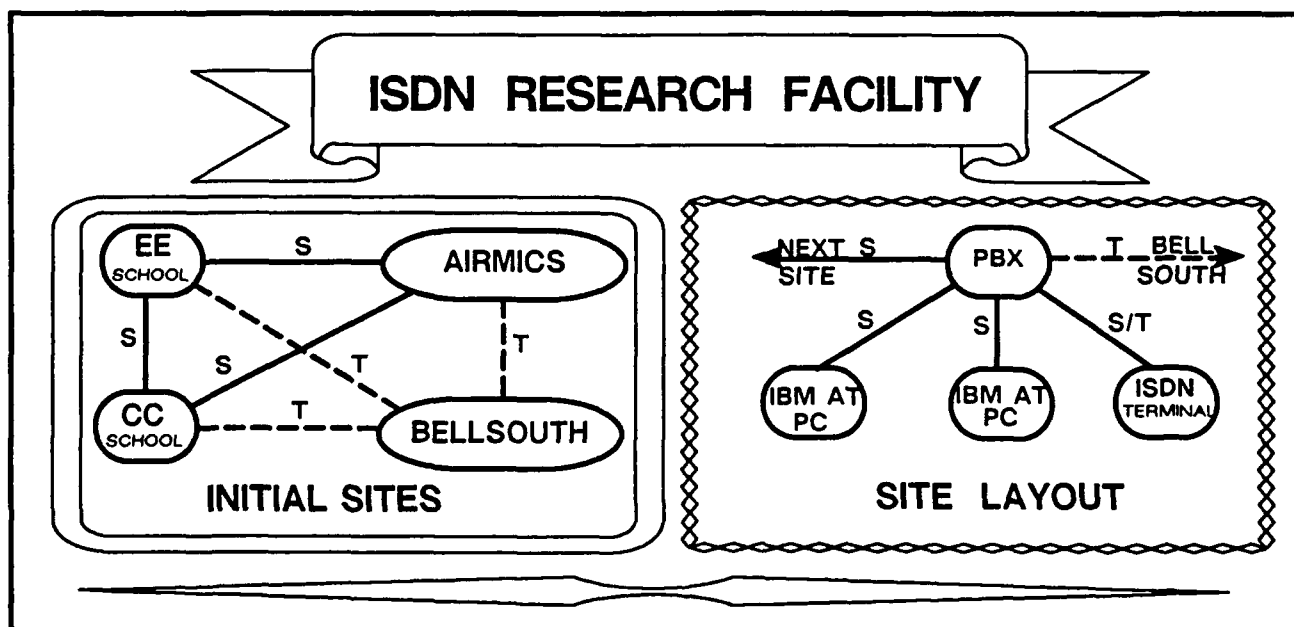 ISDN RESEARCH FACILITY
EE
SCHOOL
S
AIRMICS
S
S
T
T
CC
SCHOOL
T
BELLSOUTH
INITIAL SITES
NEXT S
SITE
PBX
T BELL
SOUTH
S
S
S/T
IBM AT
PC
IBM AT
PC
ISDN
TERMINAL
SITE LAYOUT